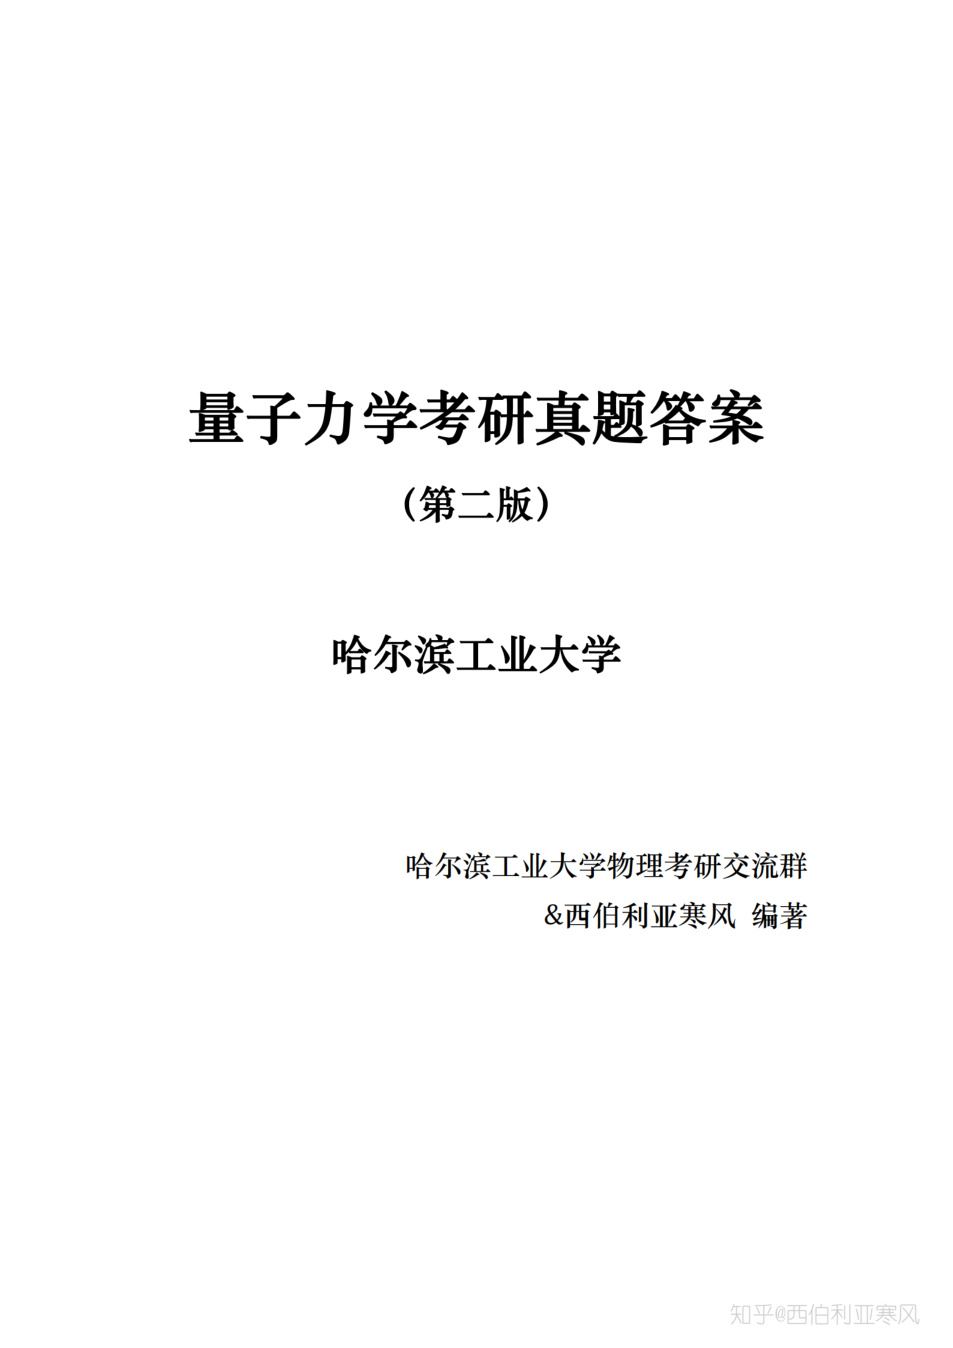 量子力学考研真题答案
（第二版）
哈尔滨工业大学
哈尔滨工业大学物理考研交流群
&西伯利亚寒风 编著
知乎@西伯利亚寒风